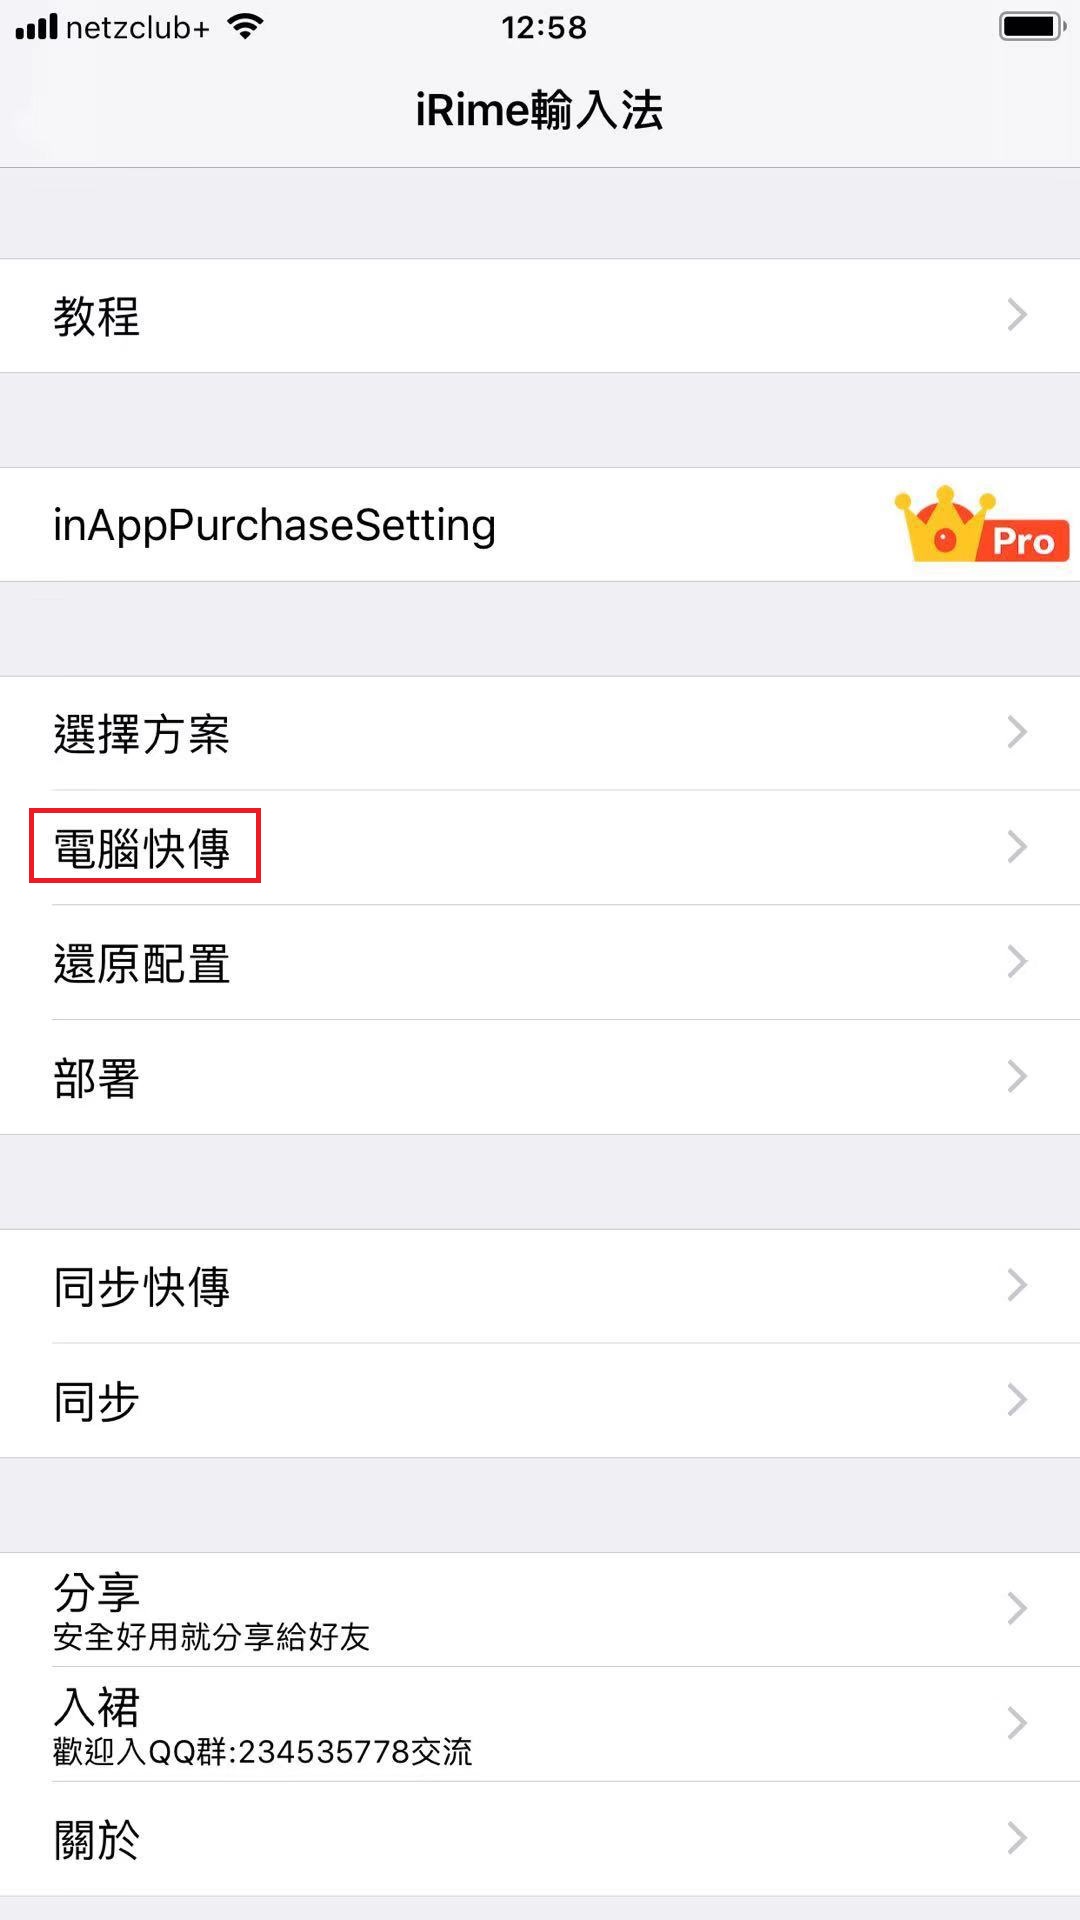 netzclub+
12:58
iRime輸入法
教程
inAppPurchaseSetting
Pro
選擇方案
電腦快傳
還原配置
部署
同步快傳
同步
分享
安全好用就分享給好友
入裙
歡迎入QQ群:234535778交流
關於